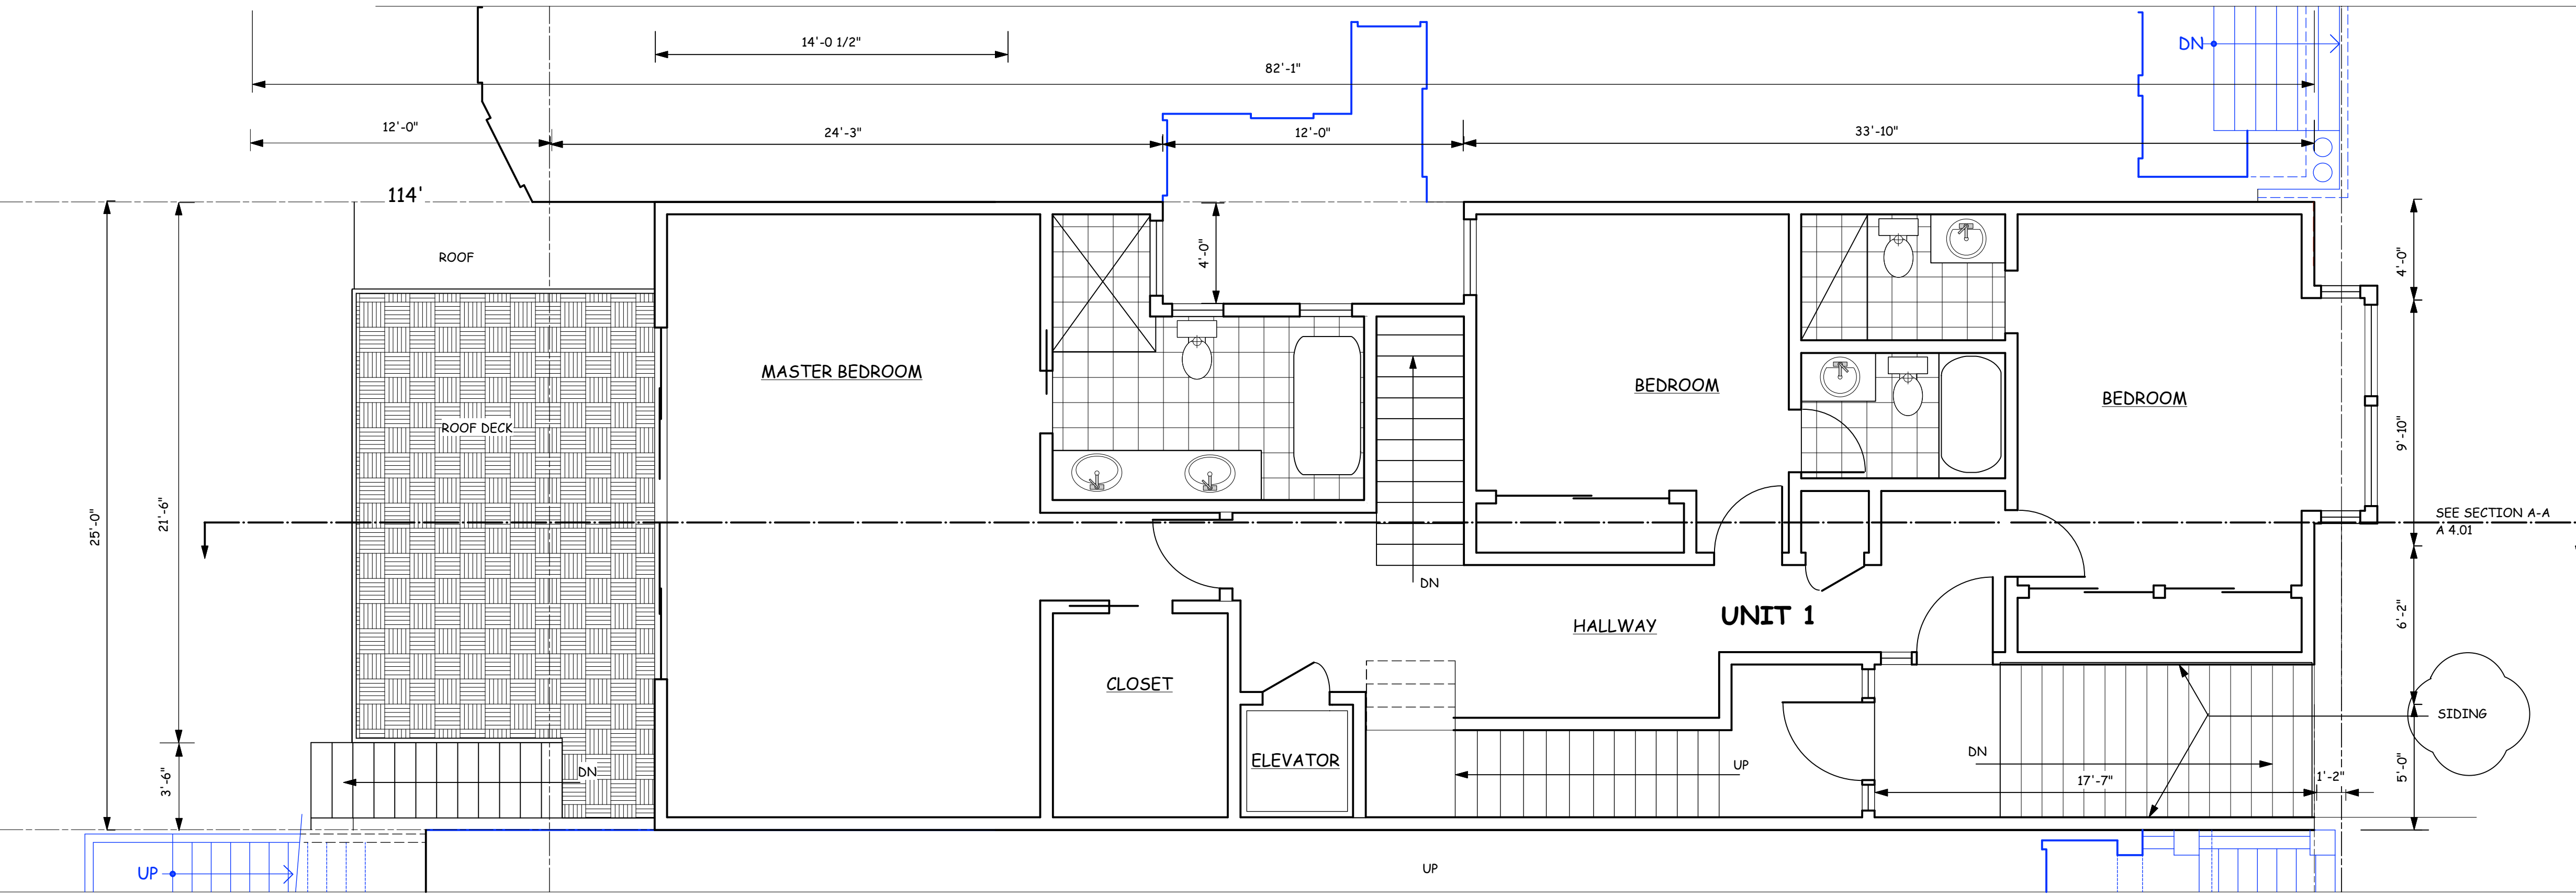 14'-0 1/2"
DN
82'-1"
12'-0"
24'-3"
12'-0"
33'-10"
114'
ROOF
4'-0"
4'-0"
MASTER BEDROOM
BEDROOM
BEDROOM
ROOF DECK
9'-10"
25'-0"
21'-6"
SEE SECTION A-A
A 4.01
DN
HALLWAY
UNIT 1
6'-2"
CLOSET
SIDING
ELEVATOR
DN
UP
DN
17'-7"
1'-2"
5'-0"
3'-6"
UP
UP